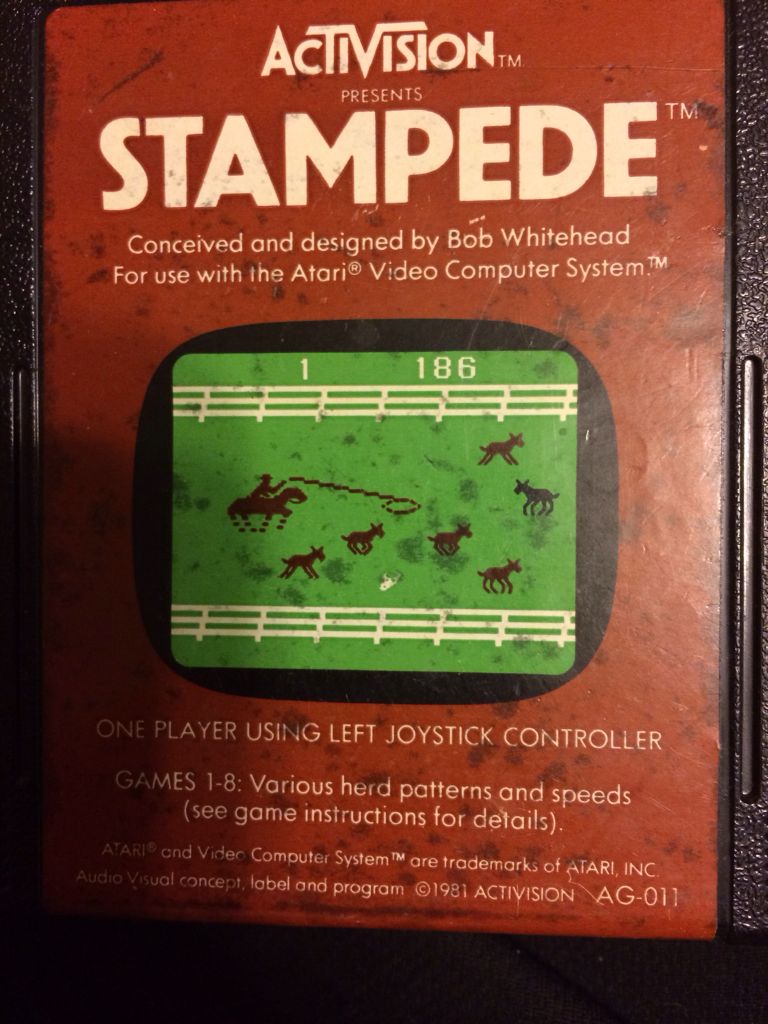 ACTIVISION™
PRESENTS
STAMPEDE™
Conceived and designed by Bob Whitehead
For use with the Atari® Video Computer System.™
1 186
ONE PLAYER USING LEFT JOYSTICK CONTROLLER
GAMES 1-8: Various herd patterns and speeds
(see game instructions for details).
ATARI® and Video Computer System™ are trademarks of ATARI, INC.
Audio Visual concept, label and program ©1981 ACTIVISION AG-011